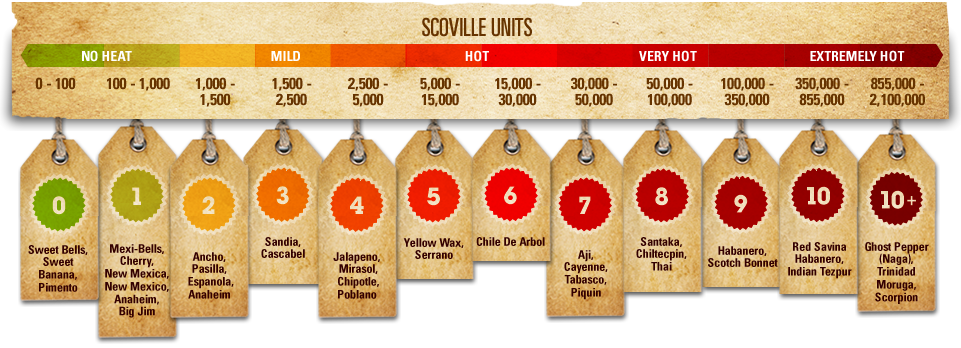 SCOVILLE UNITS
NO HEAT MILD HOT VERY HOT EXTREMELY HOT
0 - 100
100 - 1,000
1,000 -
1,500
1,500 -
2,500
2,500 -
5,000
5,000 -
15,000
15,000 -
30,000
30,000 -
50,000
50,000 -
100,000
100,000 -
350,000
350,000 -
855,000
855,000 -
2,100,000
0
Sweet Bells,
Sweet
Banana,
Pimento
1
Mexi-Bells,
Cherry,
New Mexica,
New Mexico,
Anaheim,
Big Jim
2
Ancho,
Pasilla,
Espanola,
Anaheim
3
Sandia,
Cascabel
4
Jalapeno,
Mirasol,
Chipotle,
Poblano
5
Yellow Wax,
Serrano
6
Chile De Arbol
7
Aji,
Cayenne,
Tabasco,
Piquin
8
Santaka,
Chiltecpin,
Thai
9
Habanero,
Scotch Bonnet
10
Red Savina
Habanero,
Indian Tezpur
10+
Ghost Pepper
(Naga),
Trinidad
Moruga,
Scorpion